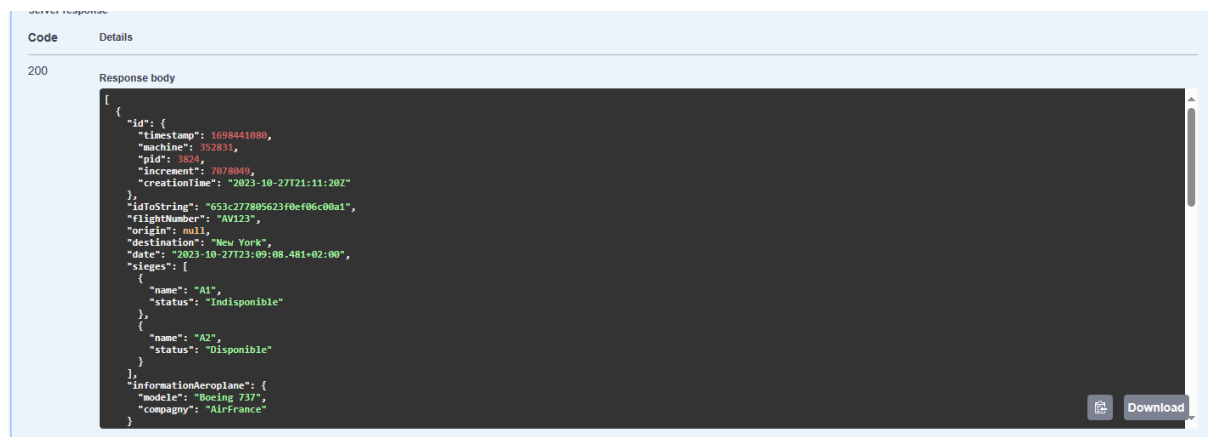 Server response
Code Details
200
Response body
[
  {
    "id": {
      "timestamp": 1698441080,
      "machine": 352831,
      "pid": 3824,
      "increment": 7078049,
      "creationTime": "2023-10-27T21:11:20Z"
    },
    "idToString": "653c277805623f0ef06c00a1",
    "flightNumber": "AV123",
    "origin": null,
    "destination": "New York",
    "date": "2023-10-27T23:09:08.481+02:00",
    "sieges": [
      {
        "name": "A1",
        "status": "Indisponible"
      },
      {
        "name": "A2",
        "status": "Disponible"
      }
    ],
    "informationAeroplane": {
      "modele": "Boeing 737",
      "compagny": "AirFrance"
    }
Download